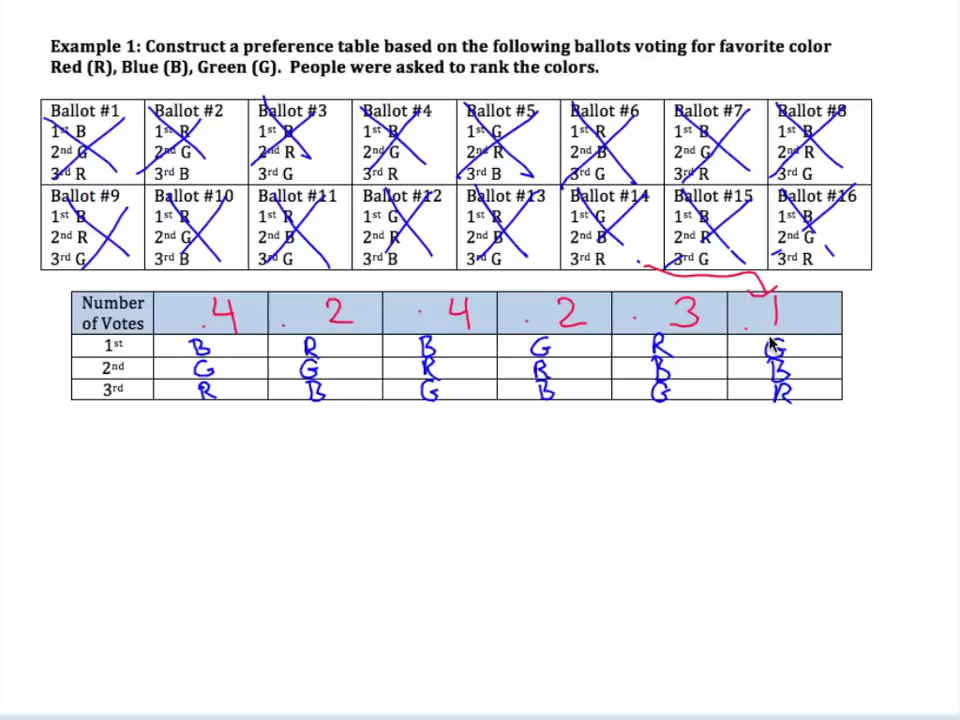 Example 1: Construct a preference table based on the following ballots voting for favorite color
Red (R), Blue (B), Green (G). People were asked to rank the colors.
Ballot #1 Ballot #2 Ballot #3 Ballot #4 Ballot #5 Ballot #6 Ballot #7 Ballot #8
1st B 1st R 1st B 1st B 1st G 1st R 1st B 1st B
2nd G 2nd G 2nd R 2nd G 2nd R 2nd B 2nd G 2nd R
3rd R 3rd B 3rd G 3rd R 3rd B 3rd G 3rd R 3rd G
Ballot #9 Ballot #10 Ballot #11 Ballot #12 Ballot #13 Ballot #14 Ballot #15 Ballot #16
1st B 1st R 1st R 1st G 1st R 1st G 1st B 1st B
2nd R 2nd G 2nd B 2nd R 2nd B 2nd B 2nd R 2nd G
3rd G 3rd B 3rd G 3rd B 3rd G 3rd R 3rd G 3rd R
Number
of Votes 4 2 4 2 3 1
1st B R B G R G
2nd G G R R B B
3rd R B G B G R